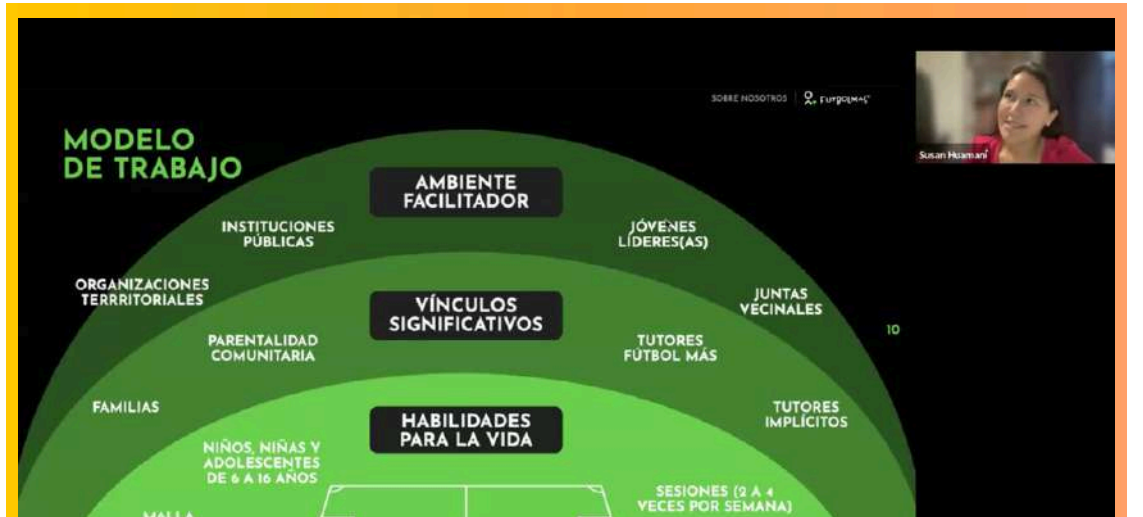 SOBRE NOSOTROS
FUTBOLMAS
MODELO
DE TRABAJO
Susan Huamaní
AMBIENTE
FACILITADOR
INSTITUCIONES
PÚBLICAS
JÓVENES
LÍDERES(AS)
ORGANIZACIONES
TERRRITORIALES
VÍNCULOS
SIGNIFICATIVOS
JUNTAS
VECINALES
10
PARENTALIDAD
COMUNITARIA
TUTORES
FÚTBOL MÁS
FAMILIAS
HABILIDADES
PARA LA VIDA
TUTORES
IMPLÍCITOS
NIÑOS, NIÑAS Y
ADOLESCENTES
DE 6 A 16 AÑOS
SESIONES (2 A 4
VECES POR SEMANA)
MALLA